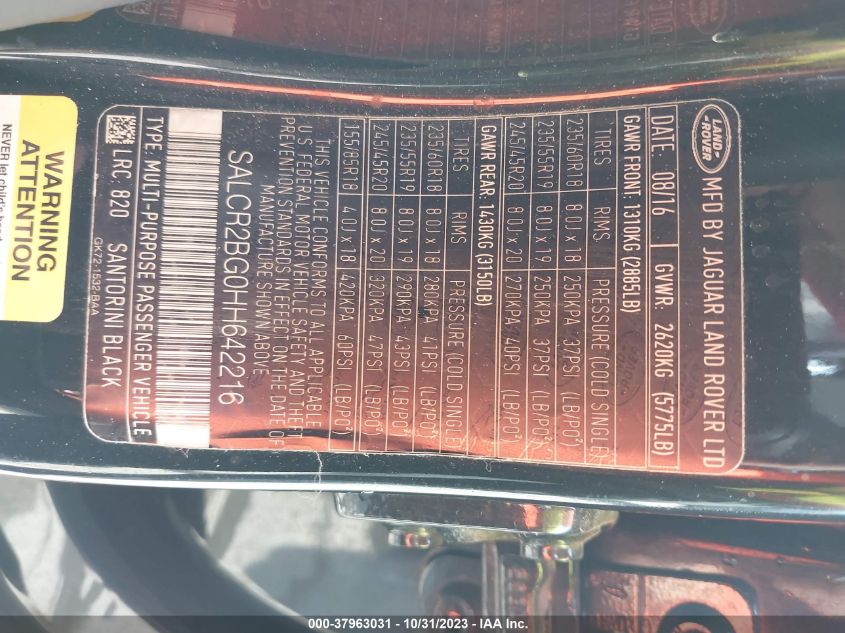 LAND
ROVER
MFD BY JAGUAR LAND ROVER LTD
DATE: 08/16 GVWR: 2620KG (5775LB)
GAWR FRONT: 1310KG (2885LB)
TIRES RIMS PRESSURE (COLD SINGLE)
235/60R18 8.0J x 18 250KPA 37PSI (LB/PO²)
235/65R19 8.0J x 19 250KPA 37PSI (LB/PO²)
245/45R20 8.0J x 20 270KPA 40PSI (LB/PO²)
GAWR REAR: 1430KG (3150LB)
TIRES RIMS PRESSURE (COLD SINGLE)
235/60R18 8.0J x 18 280KPA 41PSI (LB/PO²)
235/55R19 8.0J x 19 290KPA 43PSI (LB/PO²)
245/45R20 8.0J x 20 320KPA 47PSI (LB/PO²)
155/85R18 4.0J x 18 420KPA 60PSI (LB/PO²)
THIS VEHICLE CONFORMS TO ALL APPLICABLE
U S FEDERAL MOTOR VEHICLE SAFETY AND THEFT
PREVENTION STANDARDS IN EFFECT ON THE DATE OF
MANUFACTURE SHOWN ABOVE
SALCR2BG0HH642216
TYPE: MULTI-PURPOSE PASSENGER VEHICLE
LRC 820 SANTORINI BLACK
GK72-1532-BAA
WARNING
ATTENTION
NEVER let child's head
000-37963031 - 10/31/2023 - IAA Inc.